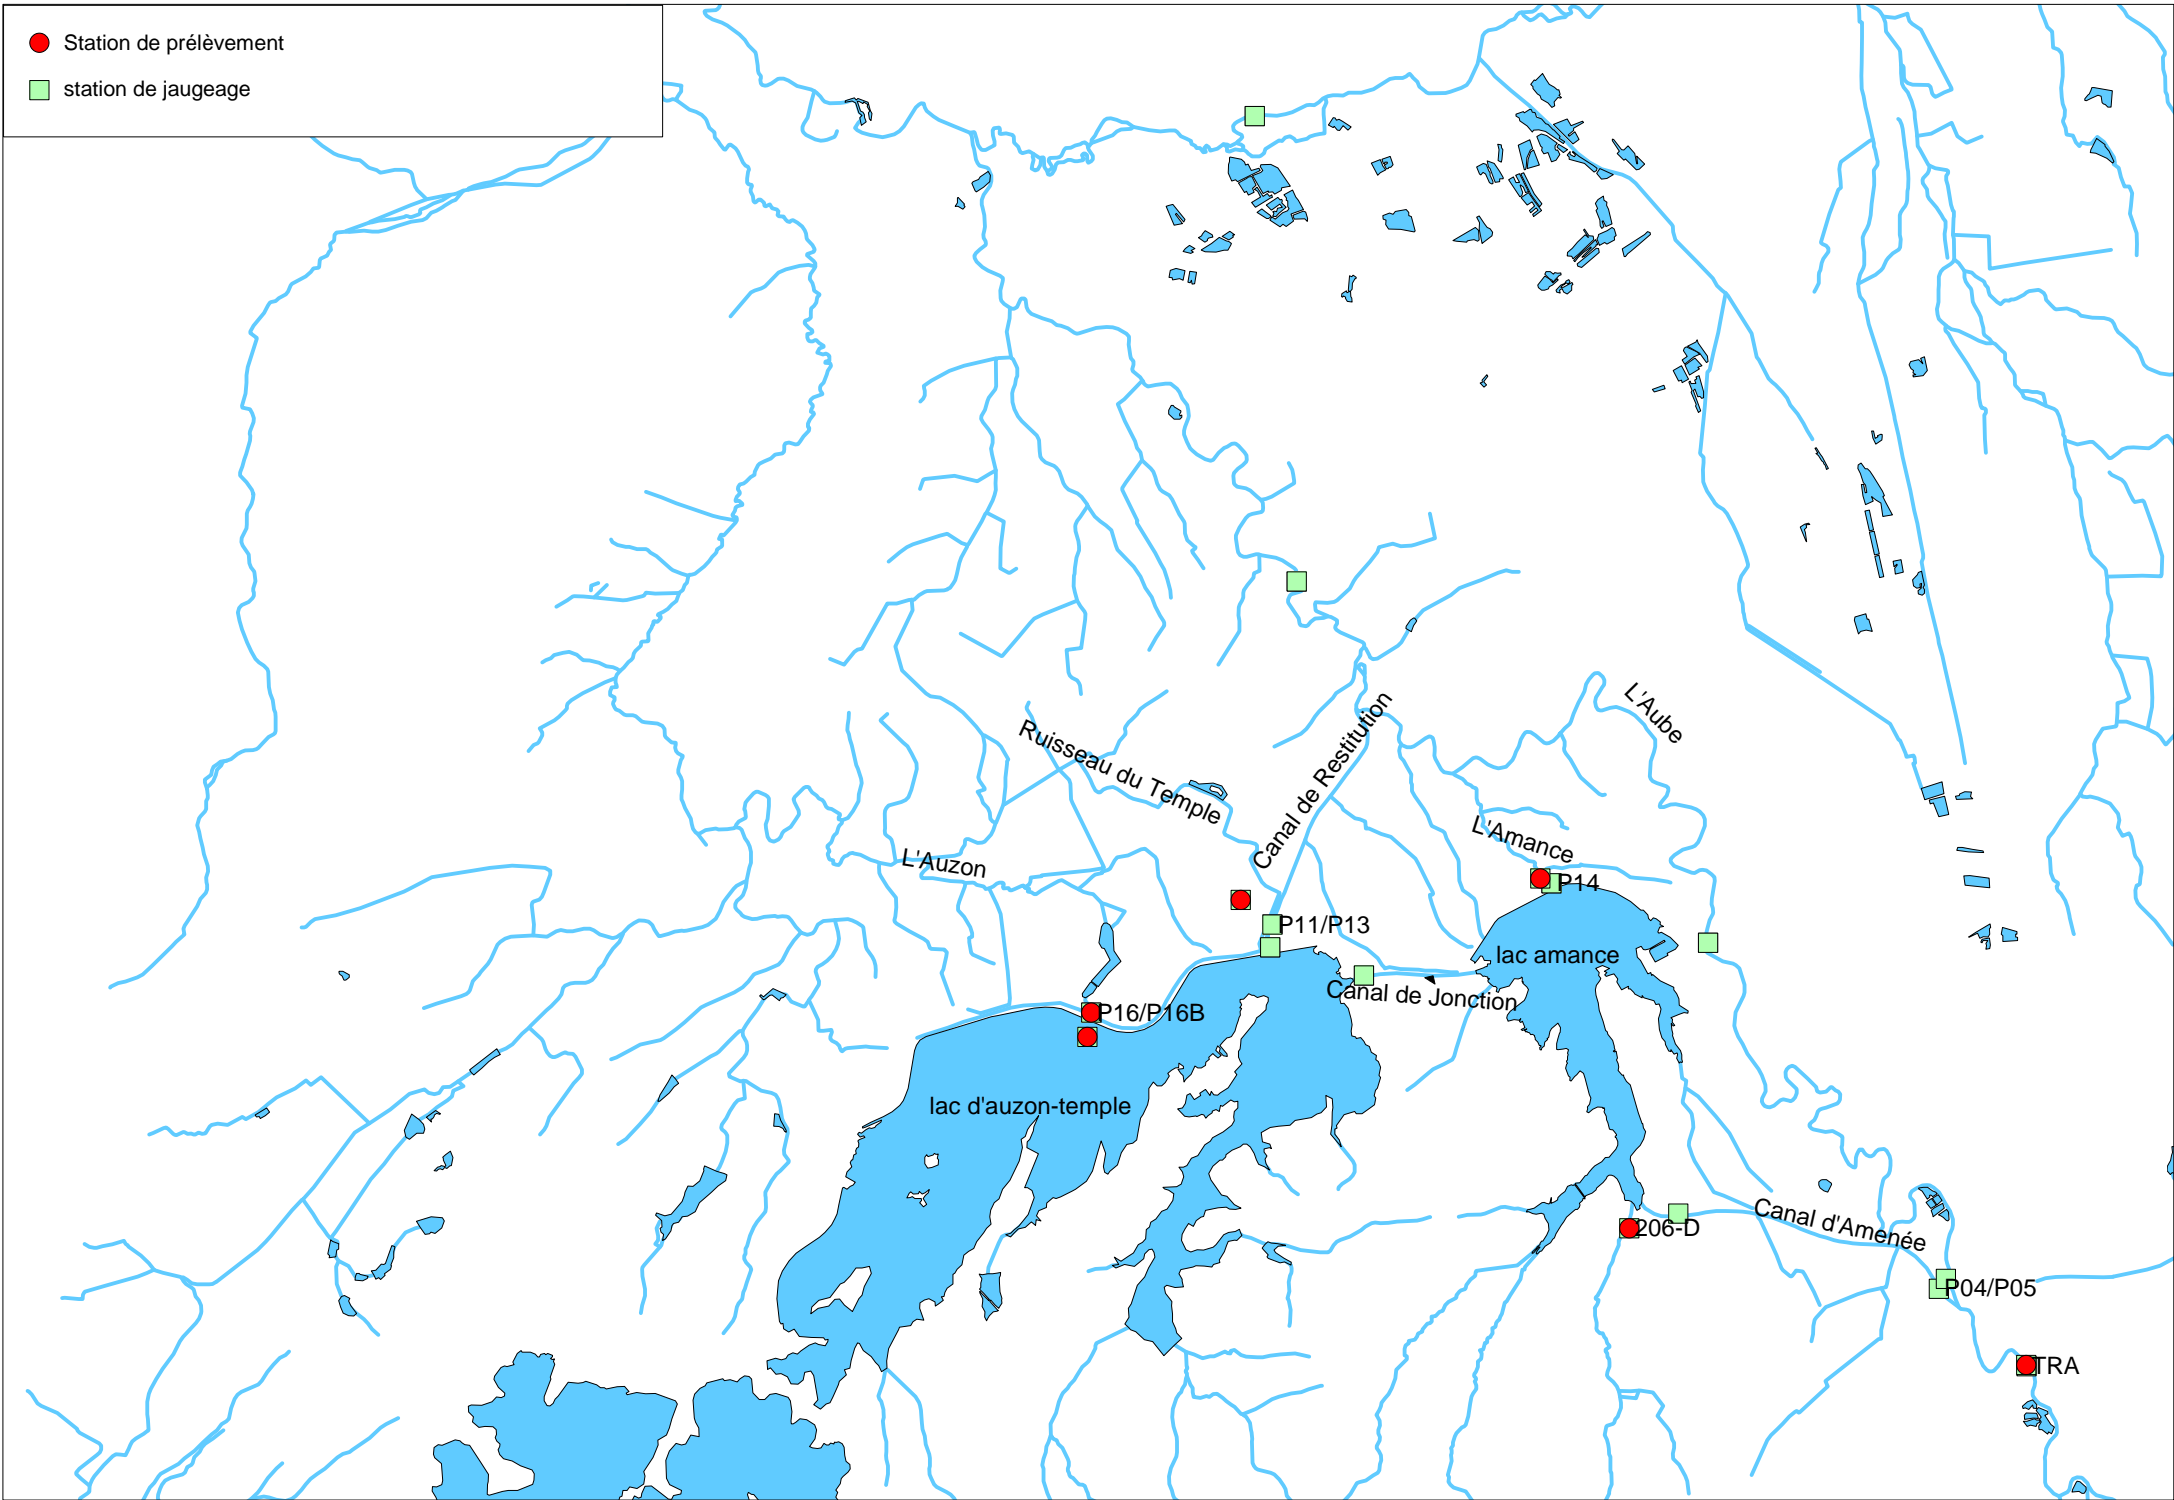 Station de prélèvement
station de jaugeage
L'Aube
Ruisseau du Temple
Canal de Restitution
L'Amance
L'Auzon
P14
P11/P13
lac amance
Canal de Jonction
P16/P16B
lac d'auzon-temple
Canal d'Amenée
206-D
P04/P05
TRA